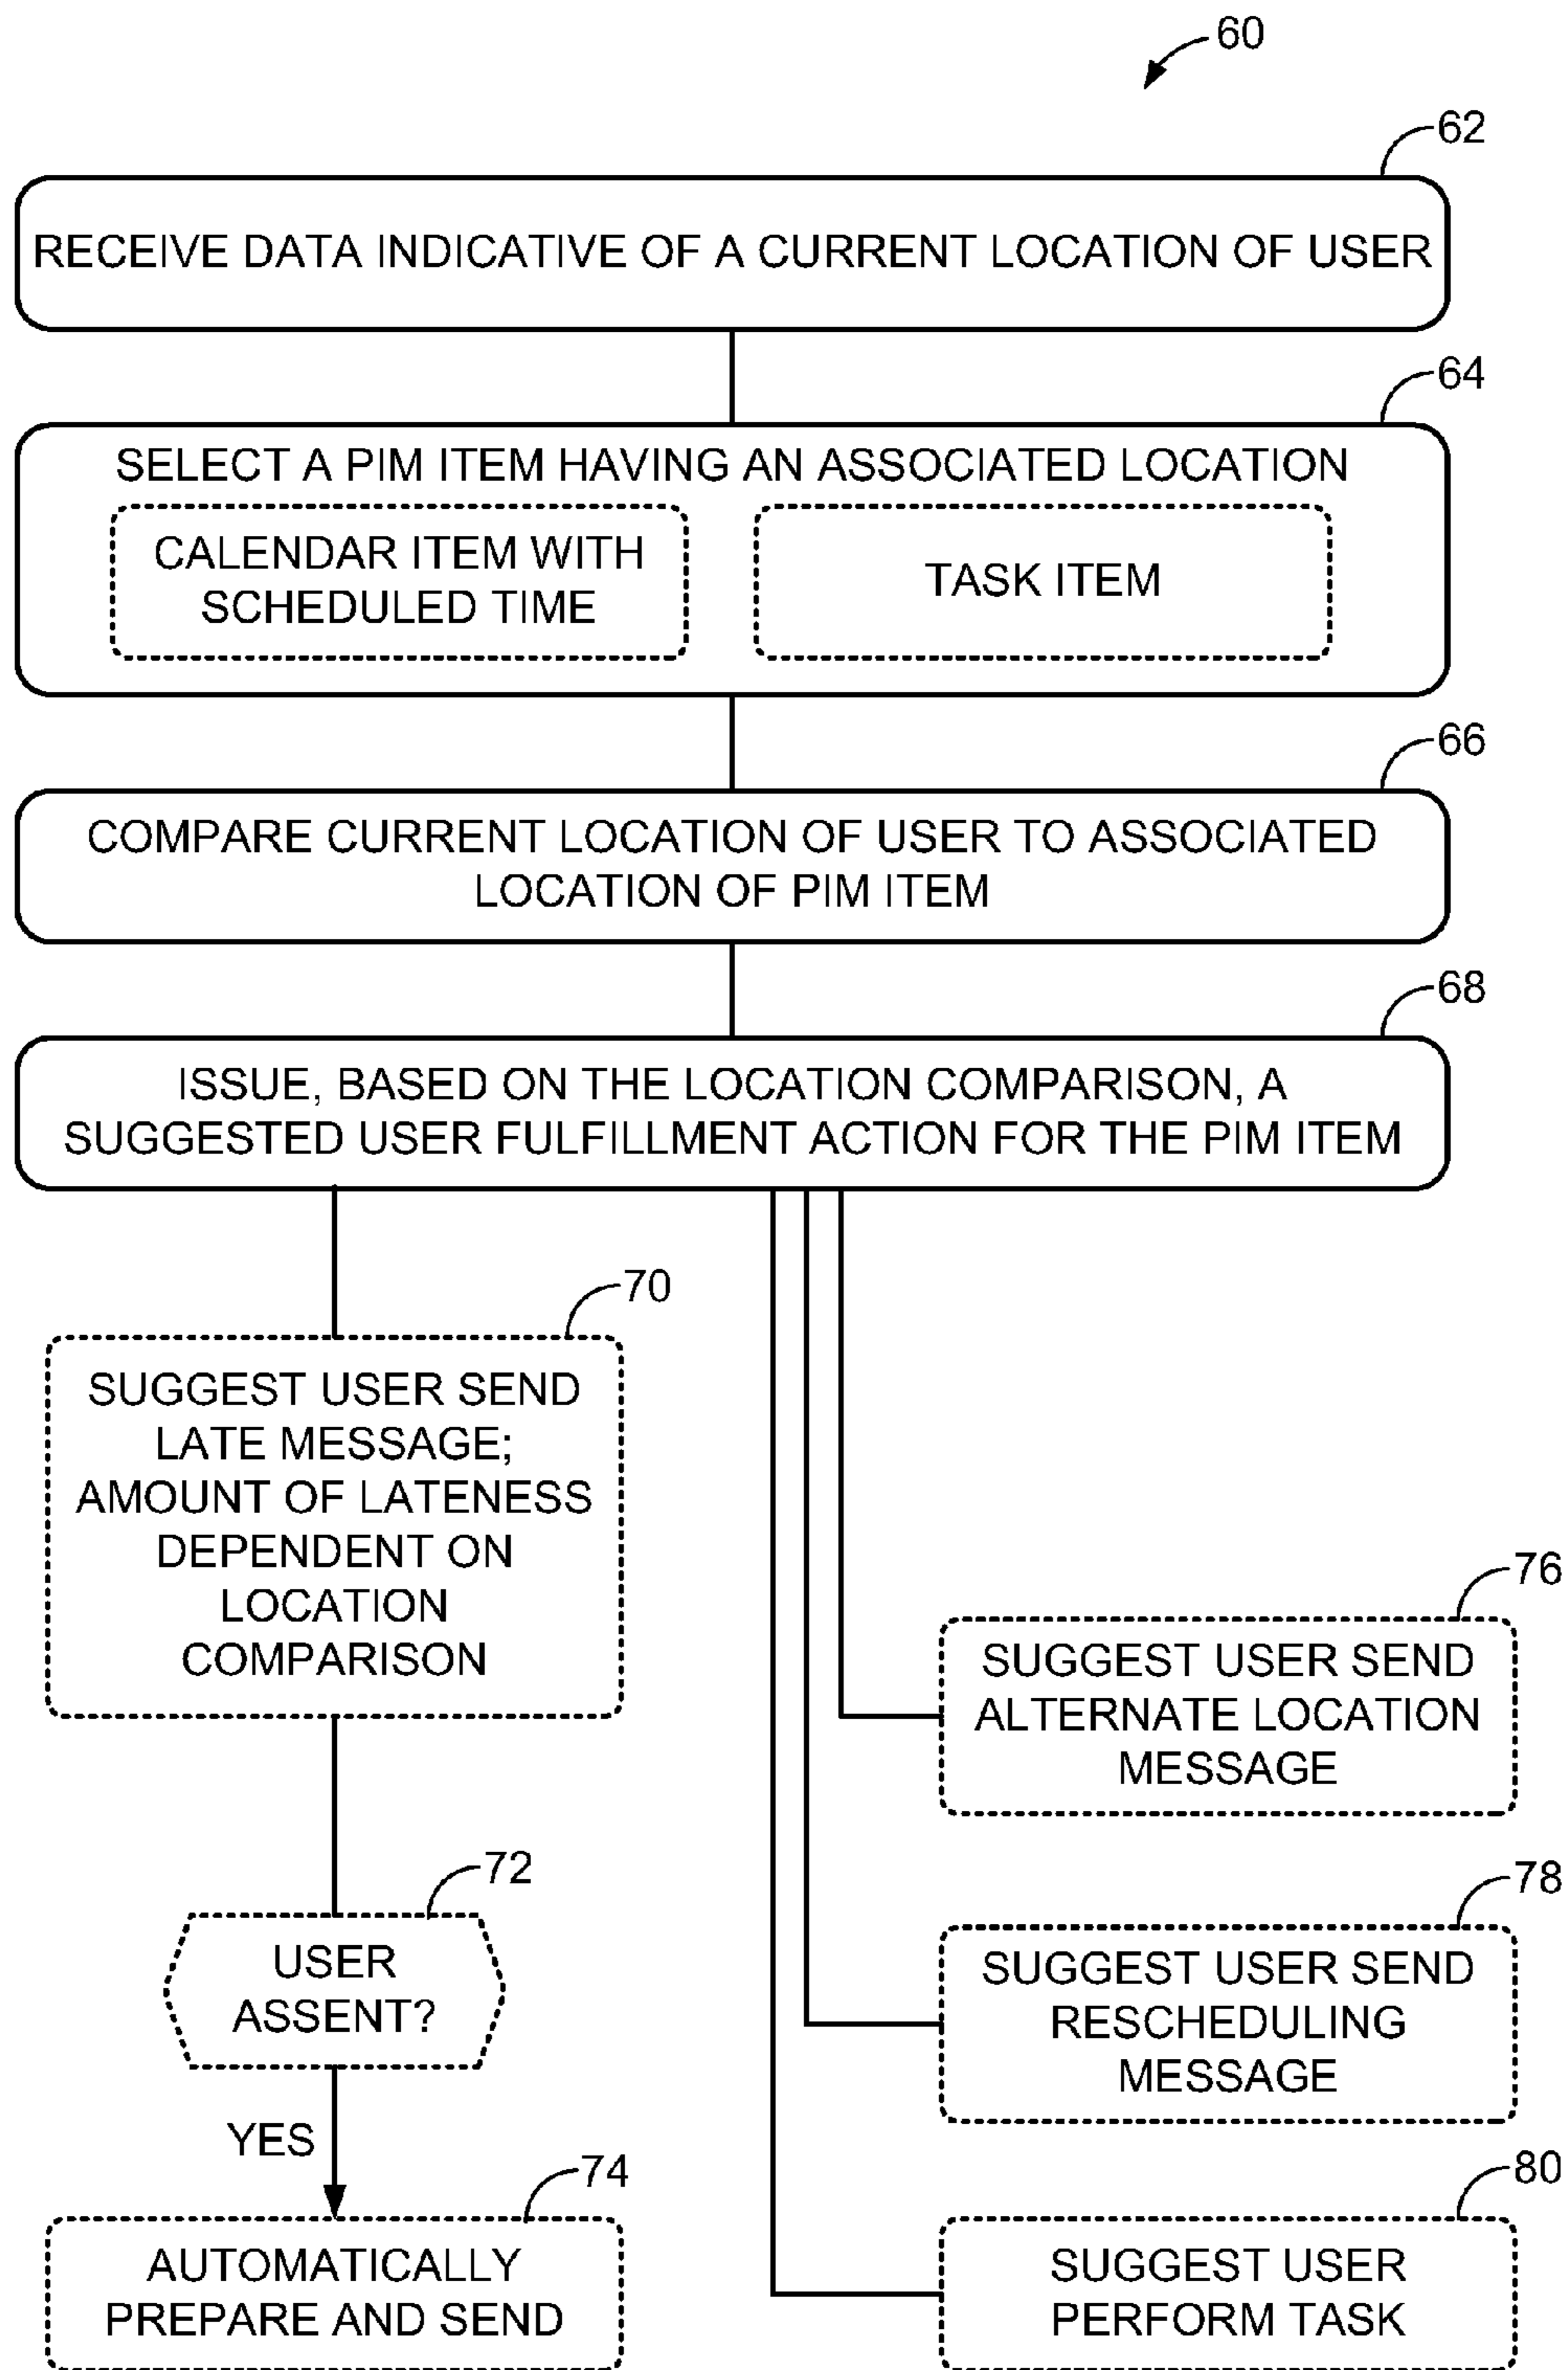 60
62
RECEIVE DATA INDICATIVE OF A CURRENT LOCATION OF USER
64
SELECT A PIM ITEM HAVING AN ASSOCIATED LOCATION
CALENDAR ITEM WITH
SCHEDULED TIME
TASK ITEM
66
COMPARE CURRENT LOCATION OF USER TO ASSOCIATED
LOCATION OF PIM ITEM
68
ISSUE, BASED ON THE LOCATION COMPARISON, A
SUGGESTED USER FULFILLMENT ACTION FOR THE PIM ITEM
70
SUGGEST USER SEND
LATE MESSAGE;
AMOUNT OF LATENESS
DEPENDENT ON
LOCATION
COMPARISON
72
USER
ASSENT?
YES
74
AUTOMATICALLY
PREPARE AND SEND
76
SUGGEST USER SEND
ALTERNATE LOCATION
MESSAGE
78
SUGGEST USER SEND
RESCHEDULING
MESSAGE
80
SUGGEST USER
PERFORM TASK